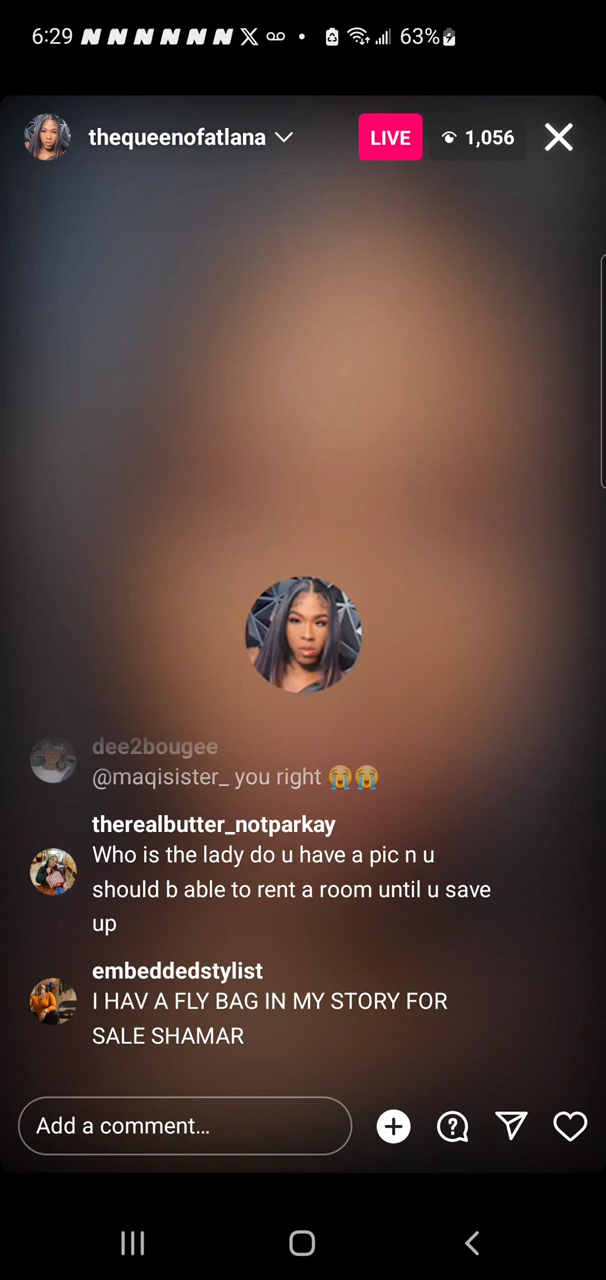 6:29 N N N N N N X 63%
thequeenofatlana LIVE 1,056
dee2bougee
@maqisister_ you right 😭😭
therealbutter_notparkay
Who is the lady do u have a pic n u
should b able to rent a room until u save
up
embeddedstylist
I HAV A FLY BAG IN MY STORY FOR
SALE SHAMAR
Add a comment...